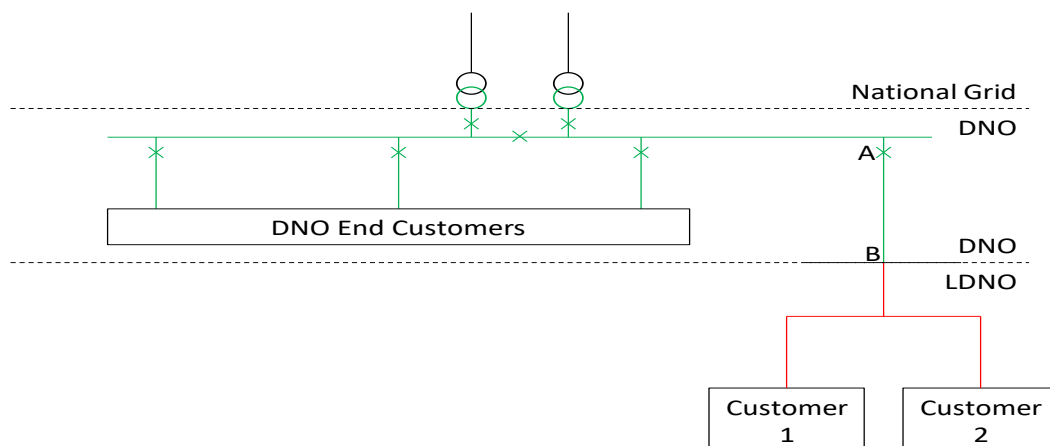 National Grid
DNO
A
DNO End Customers
DNO
B
LDNO
Customer
1
Customer
2